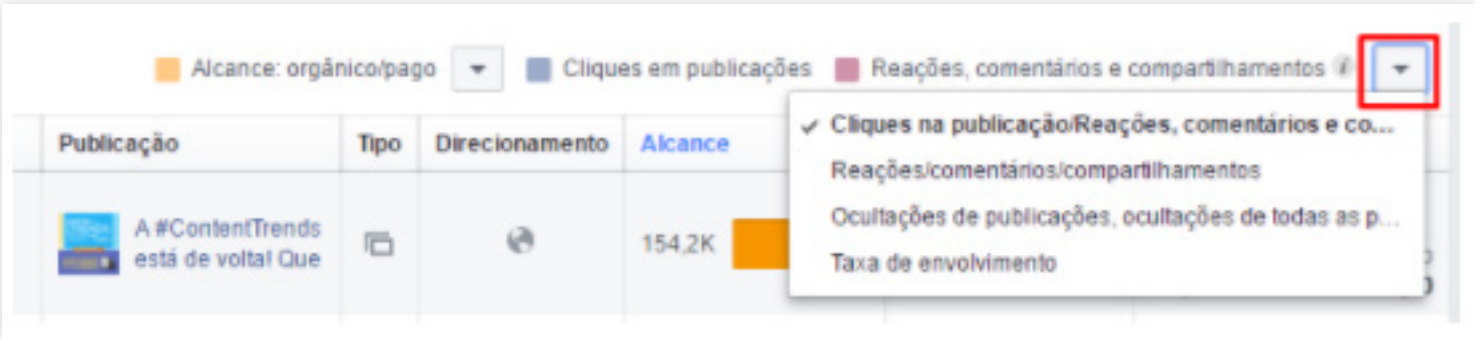 Alcance: orgânico/pago Cliques em publicações Reações, comentários e compartilhamentos
Publicação Tipo Direcionamento Alcance
Cliques na publicação/Reações, comentários e co...
Reações/comentários/compartilhamentos
Ocultações de publicações, ocultações de todas as p...
Taxa de envolvimento
A #ContentTrends
está de volta! Que
154,2K